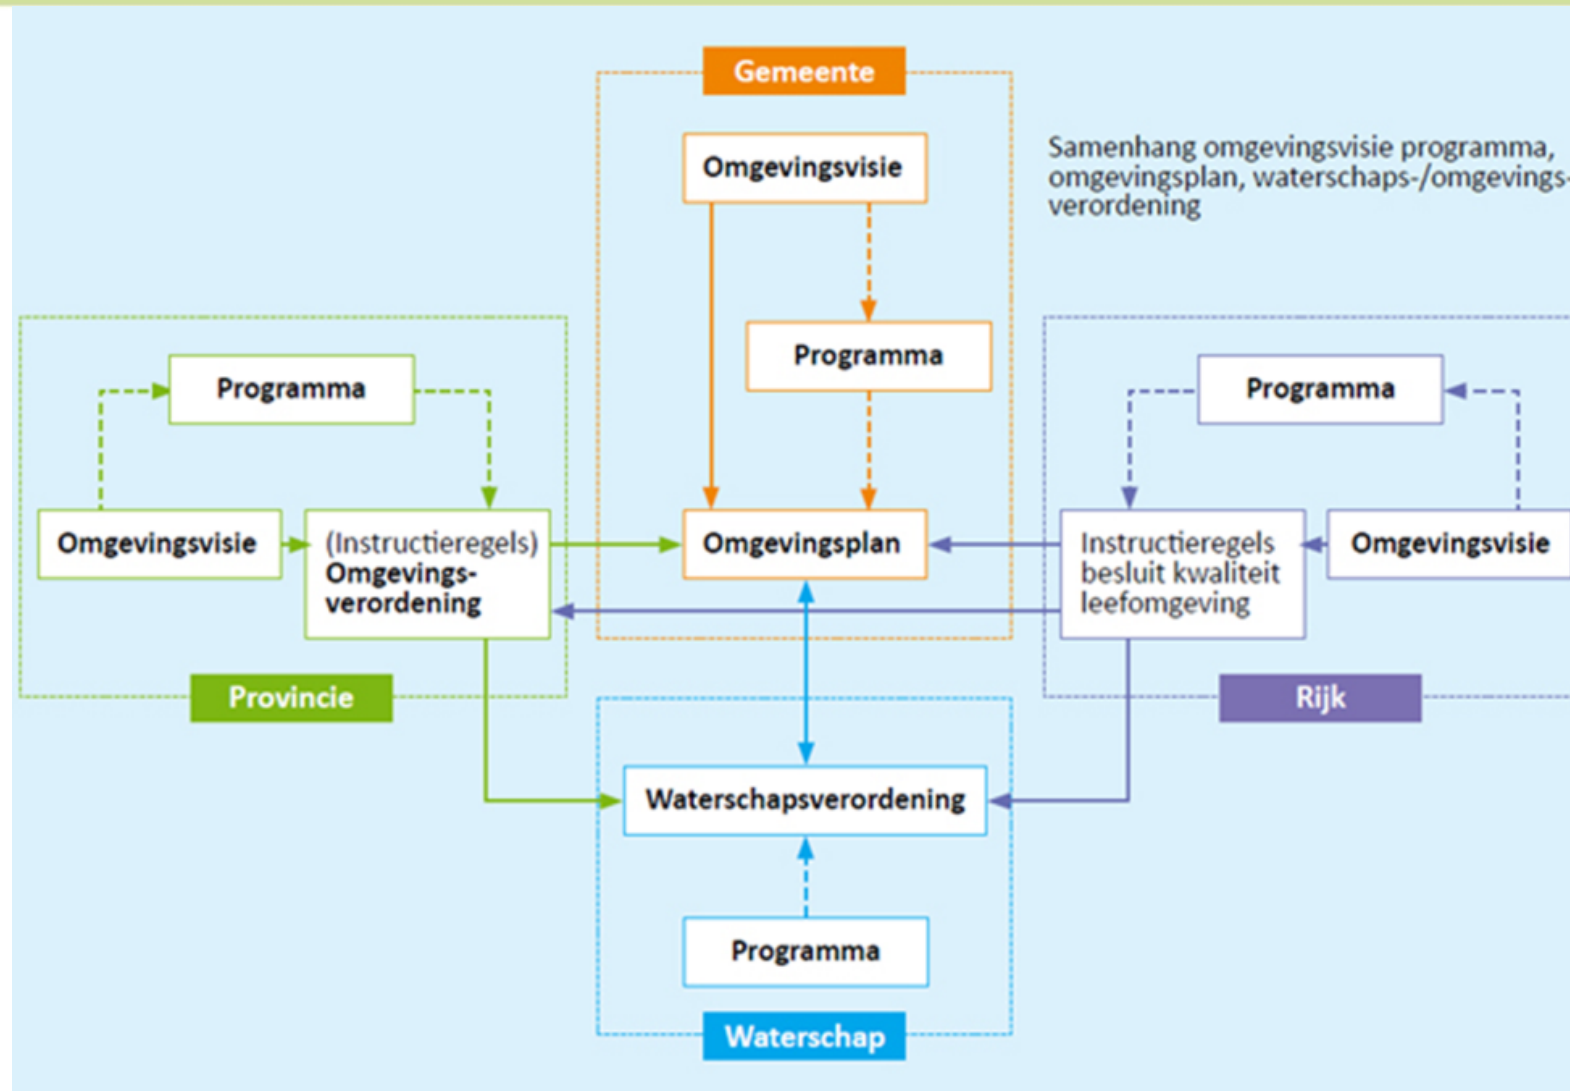 Gemeente
Omgevingsvisie
Samenhang omgevingsvisie programma,
omgevingsplan, waterschaps-/omgevings-
verordening
Programma
Programma
Programma
Omgevingsvisie
(Instructieregels)
Omgevings-
verordening
Omgevingsplan
Instructieregels
besluit kwaliteit
leefomgeving
Omgevingsvisie
Provincie
Rijk
Waterschapsverordening
Programma
Waterschap